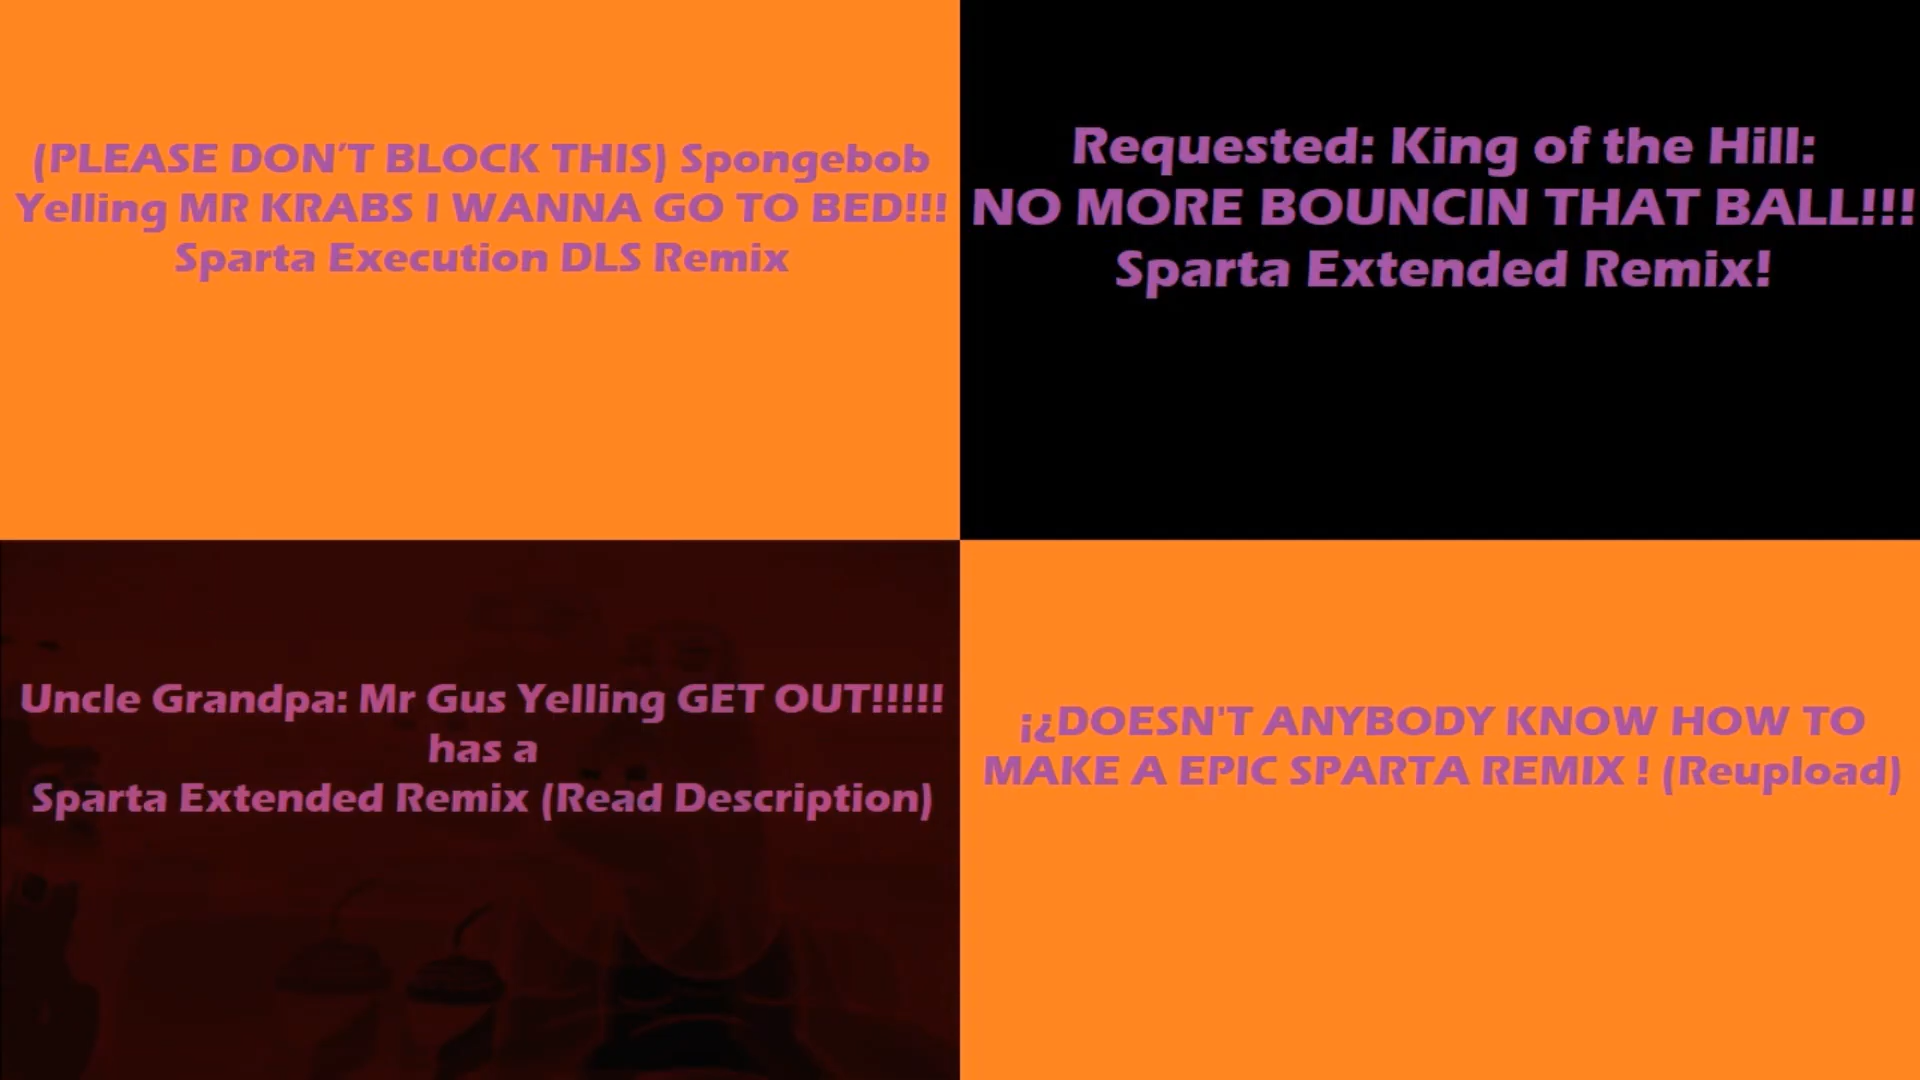 (PLEASE DON'T BLOCK THIS) Spongebob
Yelling MR KRABS I WANNA GO TO BED!!!
Sparta Execution DLS Remix
Requested: King of the Hill:
NO MORE BOUNCIN THAT BALL!!!
Sparta Extended Remix!
Uncle Grandpa: Mr Gus Yelling GET OUT!!!!!
has a
Sparta Extended Remix (Read Description)
¡¿DOESN'T ANYBODY KNOW HOW TO
MAKE A EPIC SPARTA REMIX ! (Reupload)